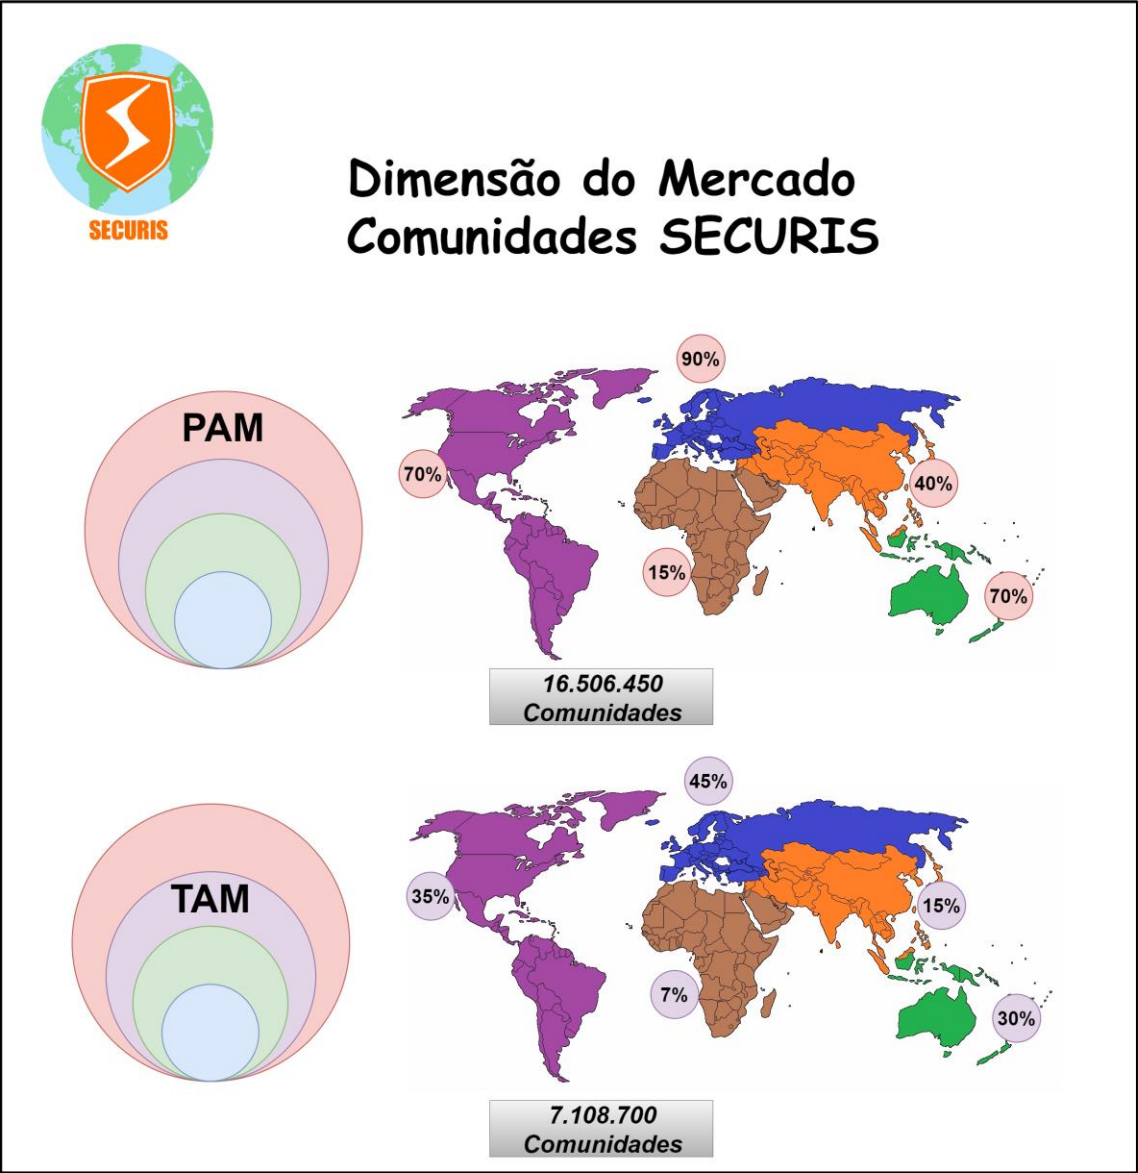 SECURIS
Dimensão do Mercado
Comunidades SECURIS
PAM
90%
70%
40%
15%
70%
16.506.450
Comunidades
TAM
45%
35%
15%
7%
30%
7.108.700
Comunidades